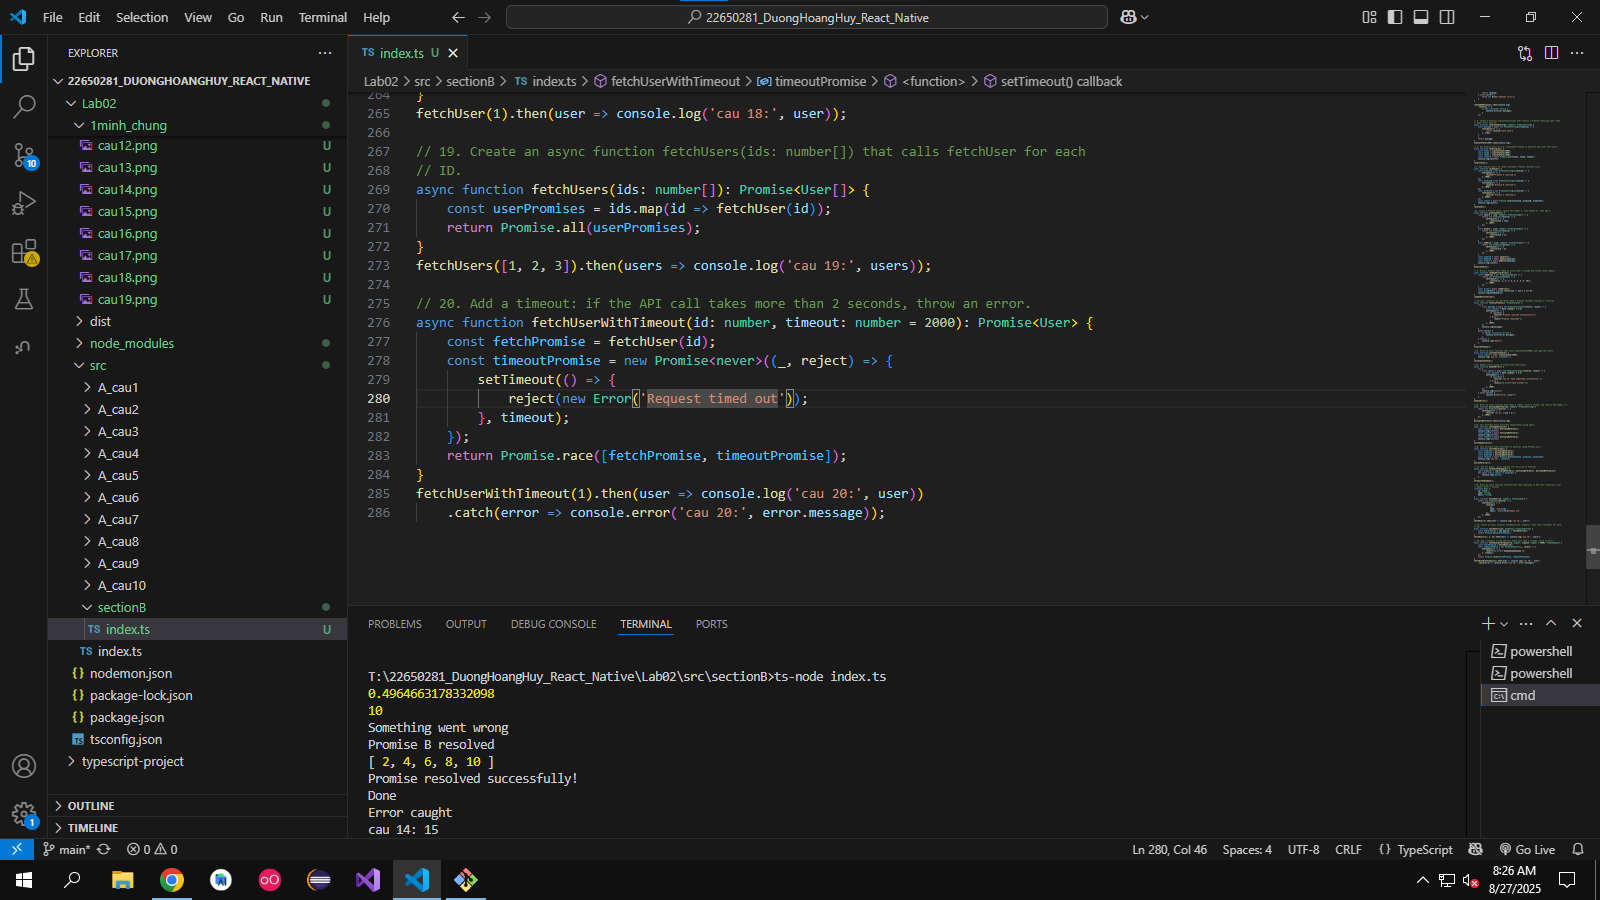 File Edit Selection View Go Run Terminal Help
22650281_DuongHoangHuy_React_Native
EXPLORER
22650281_DUONGHOANGHUY_REACT_NATIVE
Lab02
1minh_chung
cau12.png U
cau13.png U
cau14.png U
cau15.png U
cau16.png U
cau17.png U
cau18.png U
cau19.png U
dist
node_modules
src
A_cau1
A_cau2
A_cau3
A_cau4
A_cau5
A_cau6
A_cau7
A_cau8
A_cau9
A_cau10
sectionB
TS index.ts U
TS index.ts
{} nodemon.json
{} package-lock.json
{} package.json
TS tsconfig.json
typescript-project
OUTLINE
TIMELINE
10
1
TS index.ts U
Lab02 > src > sectionB > TS index.ts > fetchUserWithTimeout > timeoutPromise > <function> > setTimeout() callback
264 }
265 fetchUser(1).then(user => console.log('cau 18:', user));
266
267 // 19. Create an async function fetchUsers(ids: number[]) that calls fetchUser for each
268 // ID.
269 async function fetchUsers(ids: number[]): Promise<User[]> {
270     const userPromises = ids.map(id => fetchUser(id));
271     return Promise.all(userPromises);
272 }
273 fetchUsers([1, 2, 3]).then(users => console.log('cau 19:', users));
274
275 // 20. Add a timeout: if the API call takes more than 2 seconds, throw an error.
276 async function fetchUserWithTimeout(id: number, timeout: number = 2000): Promise<User> {
277     const fetchPromise = fetchUser(id);
278     const timeoutPromise = new Promise<never>((_, reject) => {
279         setTimeout(() => {
280             reject(new Error('Request timed out'));
281         }, timeout);
282     });
283     return Promise.race([fetchPromise, timeoutPromise]);
284 }
285 fetchUserWithTimeout(1).then(user => console.log('cau 20:', user))
286     .catch(error => console.error('cau 20:', error.message));
PROBLEMS OUTPUT DEBUG CONSOLE TERMINAL PORTS
T:\22650281_DuongHoangHuy_React_Native\Lab02\src\sectionB>ts-node index.ts
0.4964663178332098
10
Something went wrong
Promise B resolved
[ 2, 4, 6, 8, 10 ]
Promise resolved successfully!
Done
Error caught
cau 14: 15
powershell
powershell
cmd
main* 0 0
Ln 280, Col 46 Spaces: 4 UTF-8 CRLF {} TypeScript Go Live
8:26 AM
8/27/2025